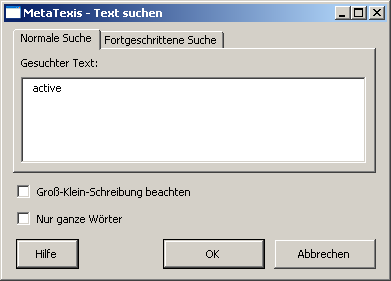 MetaTexis - Text suchen
Normale Suche Fortgeschrittene Suche
Gesuchter Text:
active
Groß-Klein-Schreibung beachten
Nur ganze Wörter
Hilfe OK Abbrechen